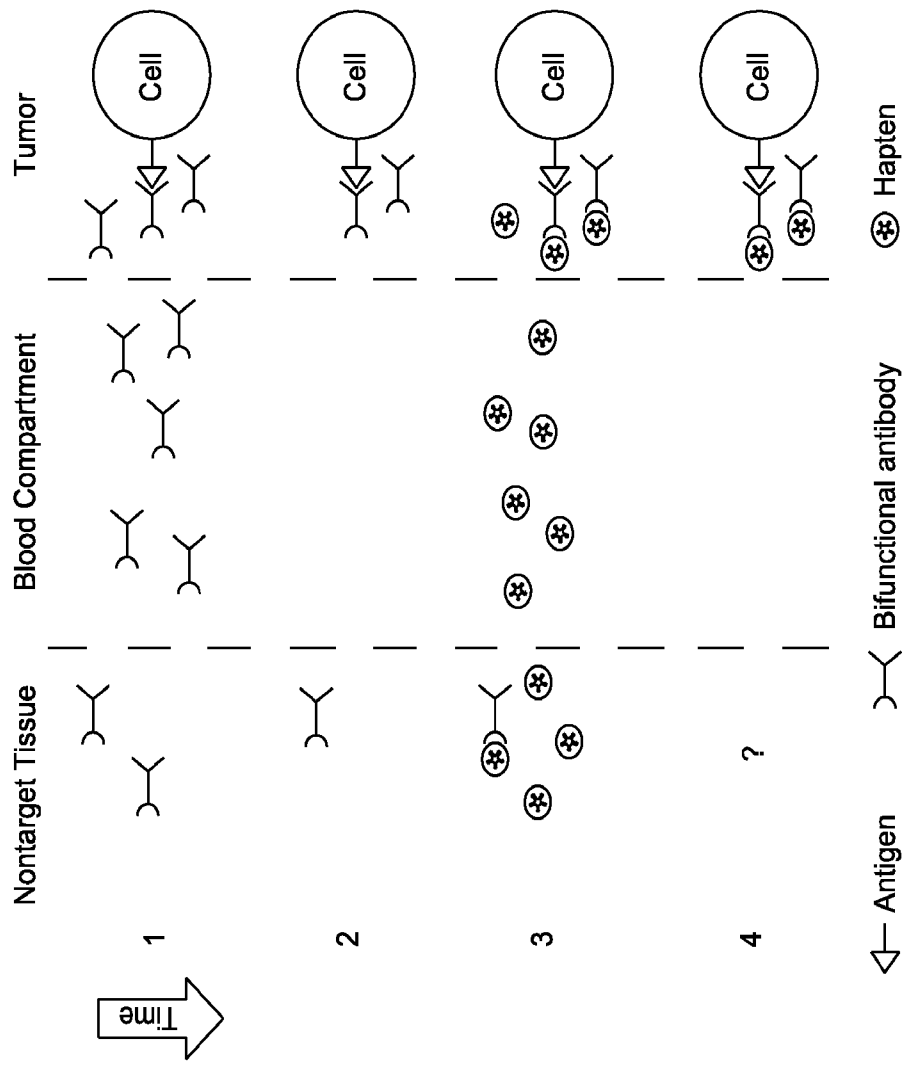 Nontarget Tissue Blood Compartment Tumor
Time
1 Cell
2 Cell
3 Cell
4 ? Cell
Antigen Bifunctional antibody Hapten